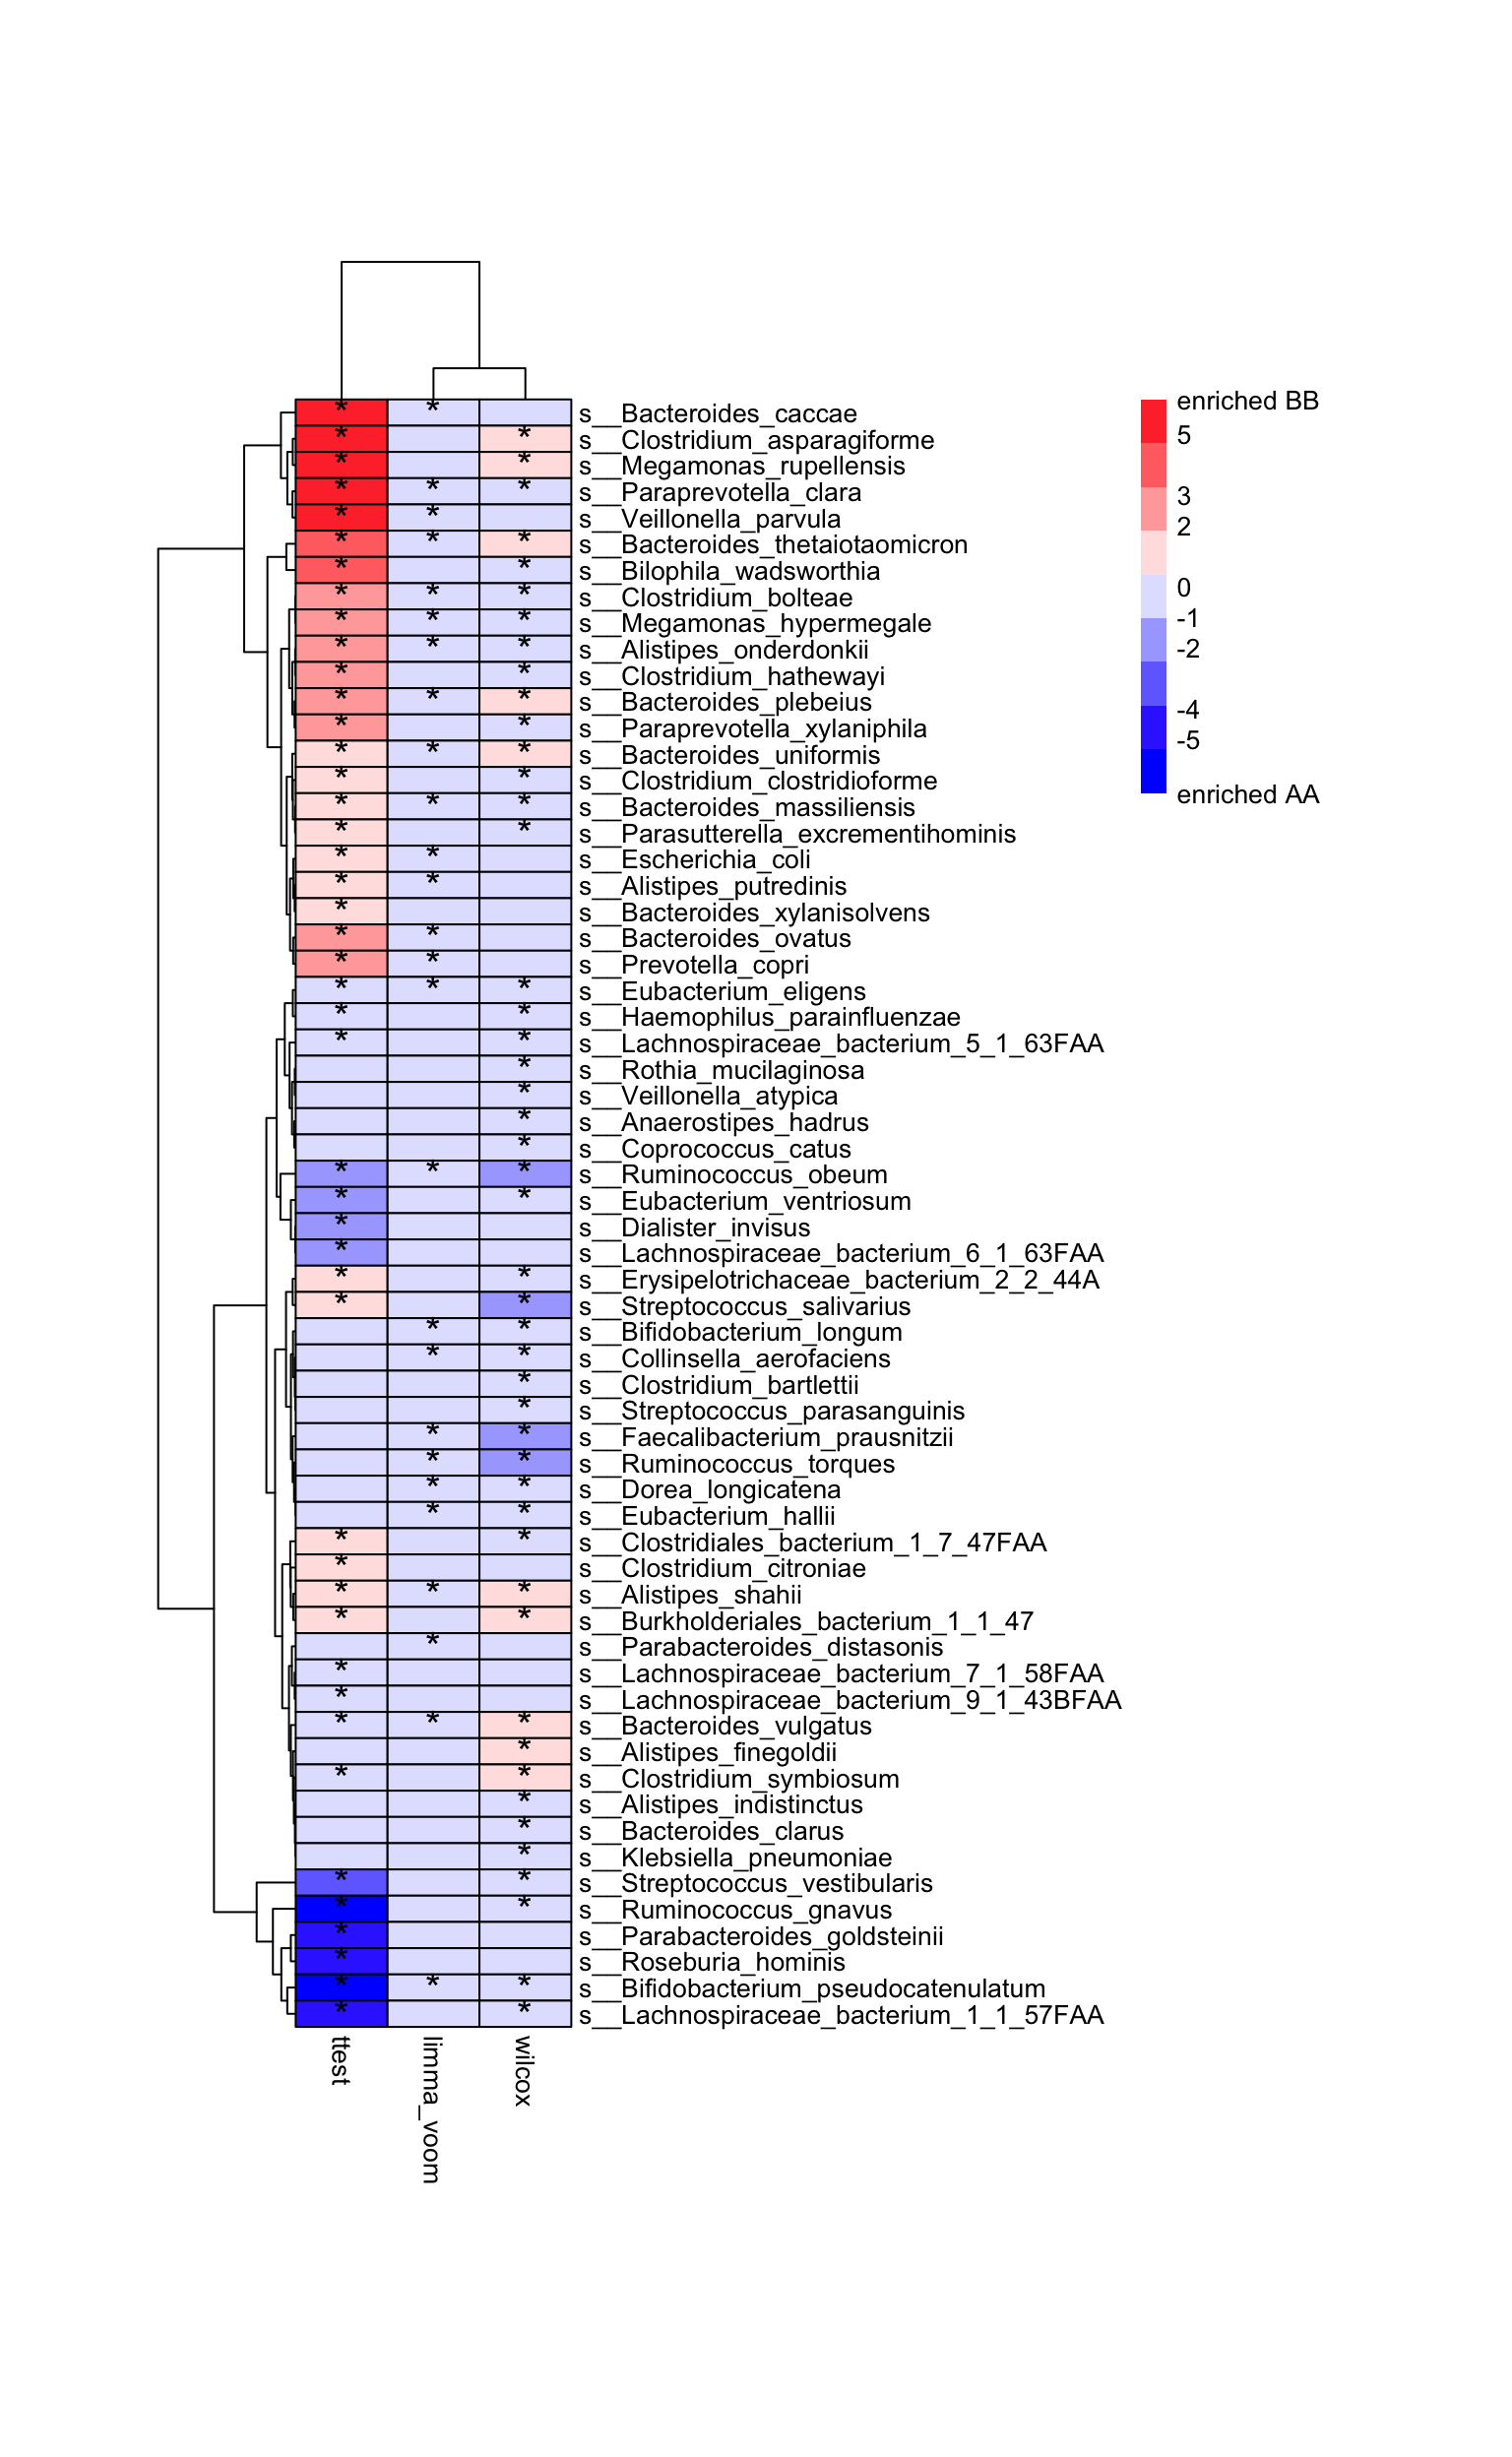 s__Bacteroides_caccae
s__Clostridium_asparagiforme
s__Megamonas_rupellensis
s__Paraprevotella_clara
s__Veillonella_parvula
s__Bacteroides_thetaiotaomicron
s__Bilophila_wadsworthia
s__Clostridium_bolteae
s__Megamonas_hypermegale
s__Alistipes_onderdonkii
s__Clostridium_hathewayi
s__Bacteroides_plebeius
s__Paraprevotella_xylaniphila
s__Bacteroides_uniformis
s__Clostridium_clostridioforme
s__Bacteroides_massiliensis
s__Parasutterella_excrementihominis
s__Escherichia_coli
s__Alistipes_putredinis
s__Bacteroides_xylanisolvens
s__Bacteroides_ovatus
s__Prevotella_copri
s__Eubacterium_eligens
s__Haemophilus_parainfluenzae
s__Lachnospiraceae_bacterium_5_1_63FAA
s__Rothia_mucilaginosa
s__Veillonella_atypica
s__Anaerostipes_hadrus
s__Coprococcus_catus
s__Ruminococcus_obeum
s__Eubacterium_ventriosum
s__Dialister_invisus
s__Lachnospiraceae_bacterium_6_1_63FAA
s__Erysipelotrichaceae_bacterium_2_2_44A
s__Streptococcus_salivarius
s__Bifidobacterium_longum
s__Collinsella_aerofaciens
s__Clostridium_bartlettii
s__Streptococcus_parasanguinis
s__Faecalibacterium_prausnitzii
s__Ruminococcus_torques
s__Dorea_longicatena
s__Eubacterium_hallii
s__Clostridiales_bacterium_1_7_47FAA
s__Clostridium_citroniae
s__Alistipes_shahii
s__Burkholderiales_bacterium_1_1_47
s__Parabacteroides_distasonis
s__Lachnospiraceae_bacterium_7_1_58FAA
s__Lachnospiraceae_bacterium_9_1_43BFAA
s__Bacteroides_vulgatus
s__Alistipes_finegoldii
s__Clostridium_symbiosum
s__Alistipes_indistinctus
s__Bacteroides_clarus
s__Klebsiella_pneumoniae
s__Streptococcus_vestibularis
s__Ruminococcus_gnavus
s__Parabacteroides_goldsteinii
s__Roseburia_hominis
s__Bifidobacterium_pseudocatenulatum
s__Lachnospiraceae_bacterium_1_1_57FAA
ttest
limma_voom
wilcox
enriched BB
5
3
2
0
-1
-2
-4
-5
enriched AA